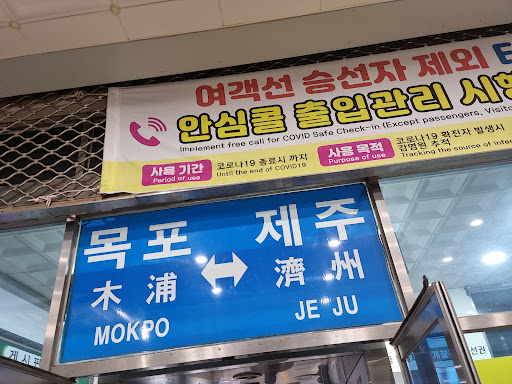 여객선 승선자 제외
안심콜 출입관리 시행
Implement free call for COVID Safe Check-in (Except passengers, Visito
사용 기간
Period of use
코로나19 종료시 까지
Until the end of COVID19
사용 목적
Purpose of use
코로나19 확진자 발생시
감염원 추적
Tracking the source of infec
목포 ↔ 제주
木浦 濟州
MOKPO JE JU
게시판